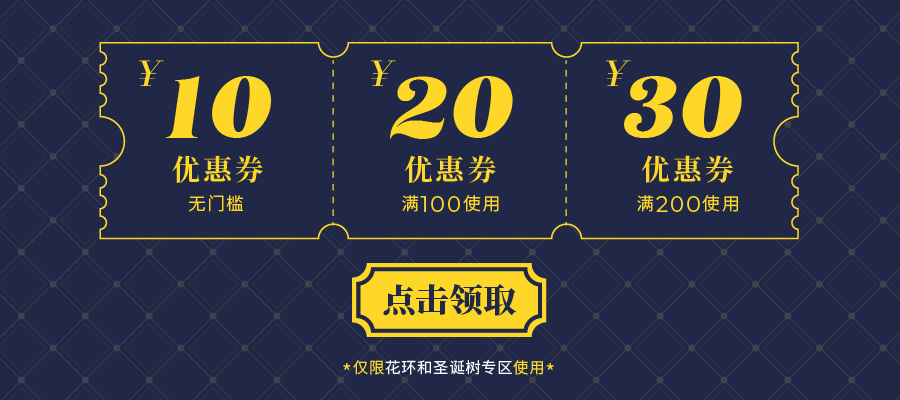 ¥10
优惠券
无门槛
¥20
优惠券
满100使用
¥30
优惠券
满200使用
点击领取
*仅限花环和圣诞树专区使用*